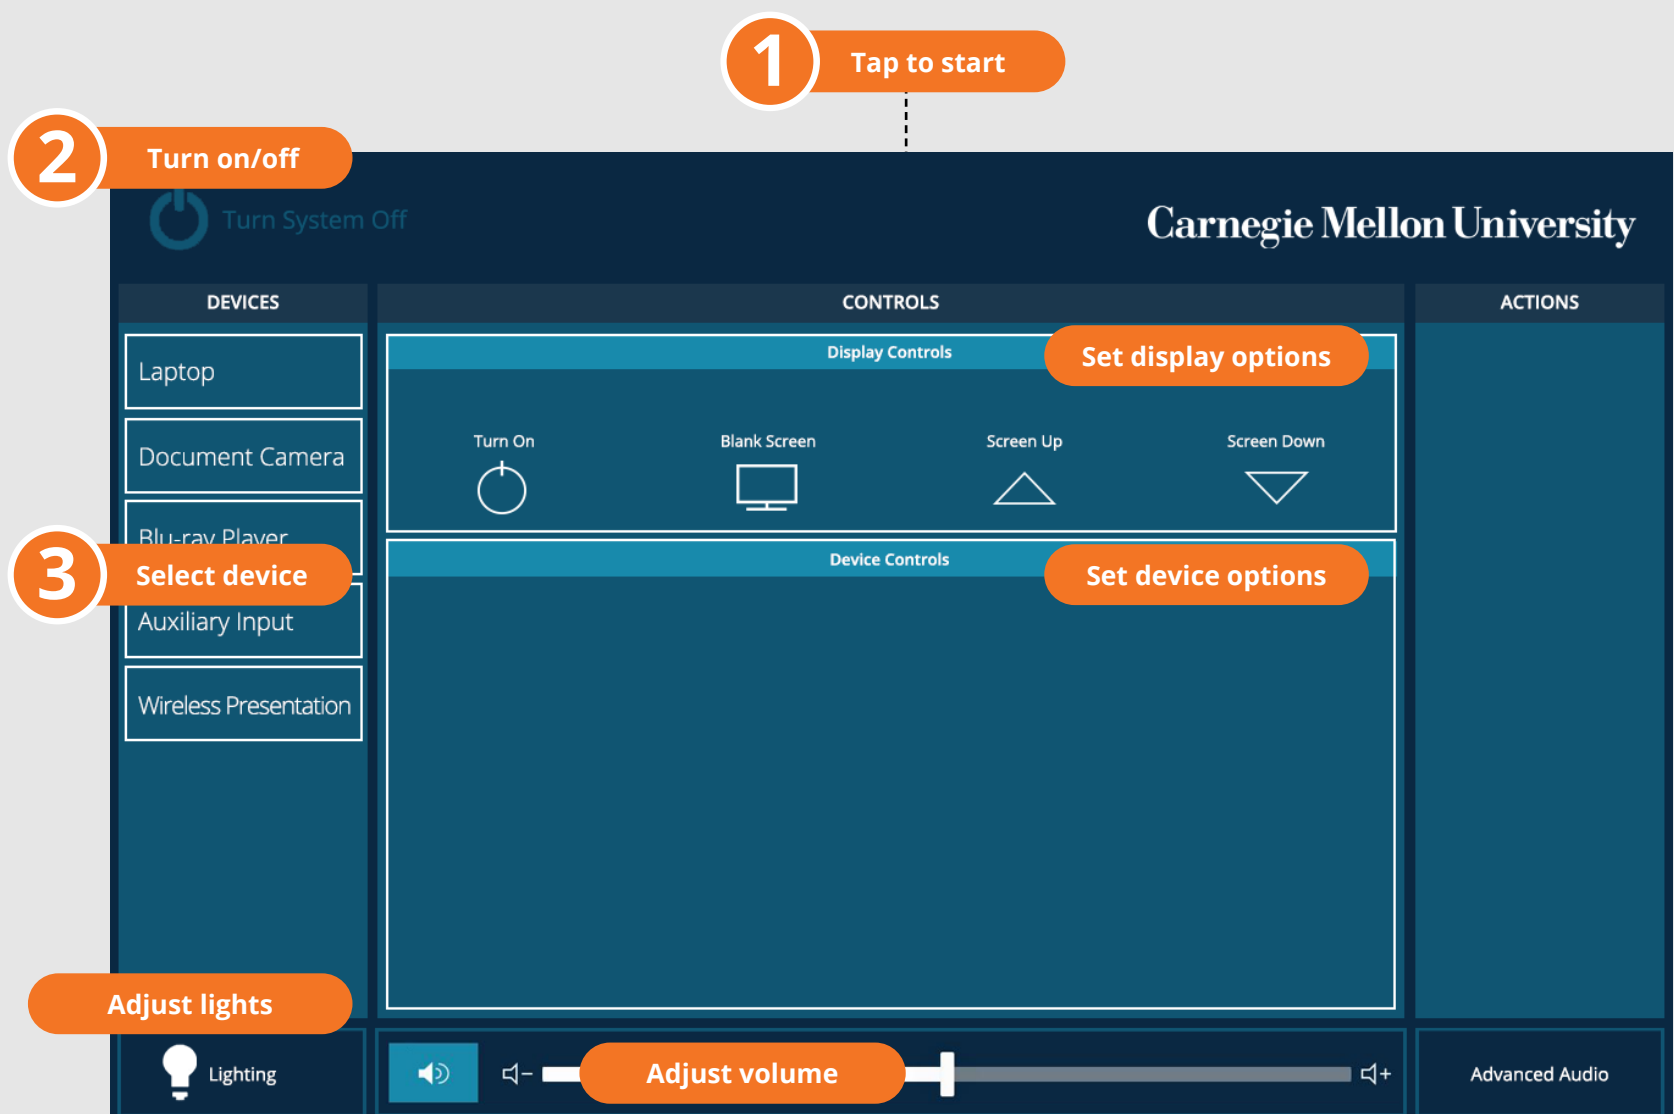 1 Tap to start
2 Turn on/off
Turn System Off
Carnegie Mellon University
DEVICES
CONTROLS
ACTIONS
Laptop
Document Camera
Blu-ray Player
3 Select device
Auxiliary Input
Wireless Presentation
Display Controls
Set display options
Turn On
Blank Screen
Screen Up
Screen Down
Device Controls
Set device options
Adjust lights
Lighting
Adjust volume
Advanced Audio